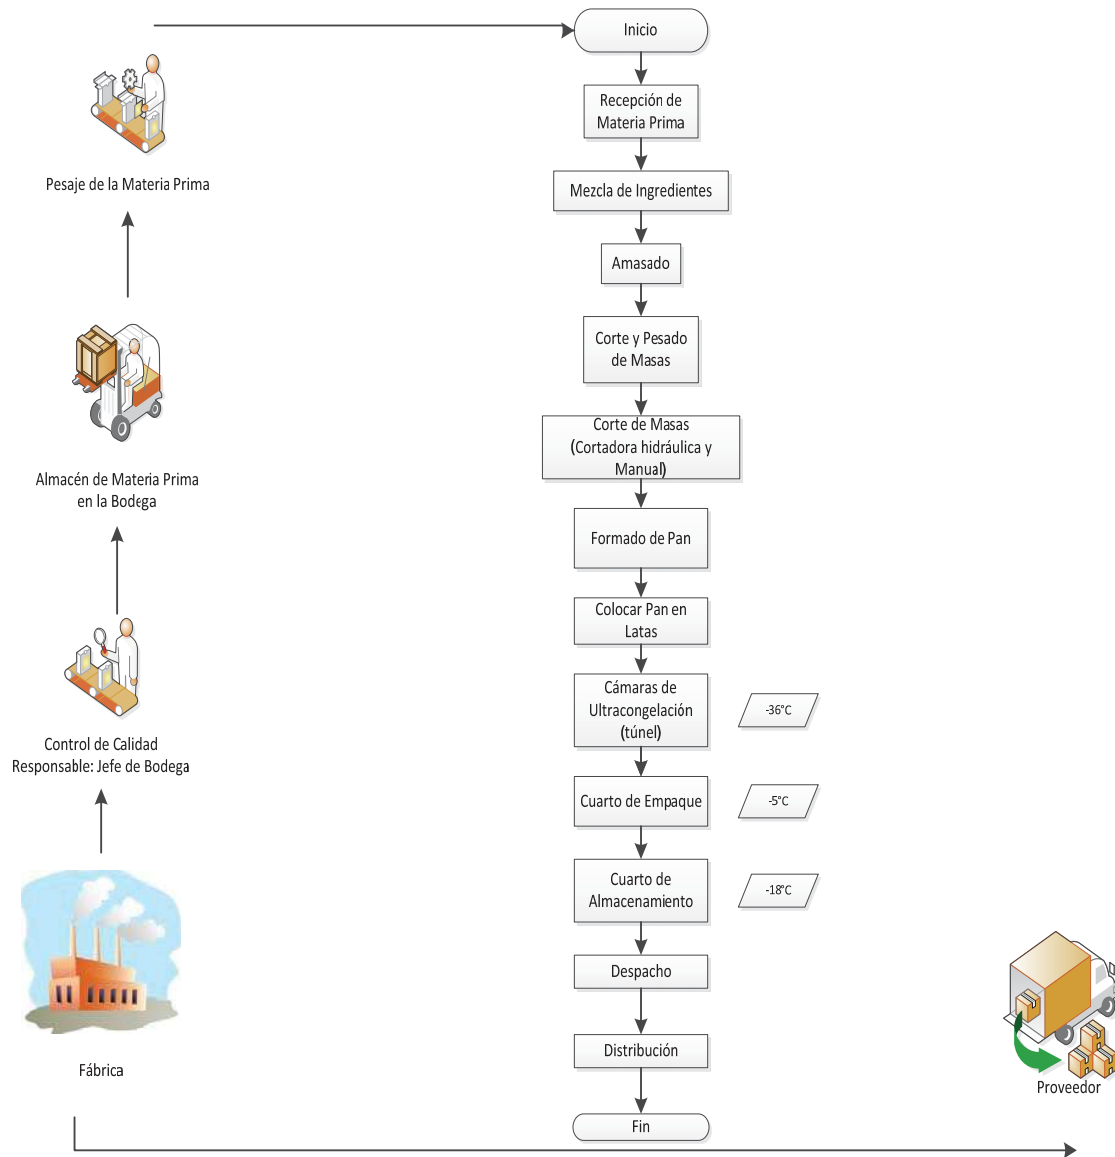 Inicio
Recepción de
Materia Prima
Mezcla de Ingredientes
Amasado
Corte y Pesado
de Masas
Corte de Masas
(Cortadora hidráulica y
Manual)
Formado de Pan
Colocar Pan en
Latas
Cámaras de
Ultracongelación
(túnel)
-36°C
Cuarto de Empaque
-5°C
Cuarto de
Almacenamiento
-18°C
Despacho
Distribución
Fin
Pesaje de la Materia Prima
Almacén de Materia Prima
en la Bodega
Control de Calidad
Responsable: Jefe de Bodega
Fábrica
Proveedor